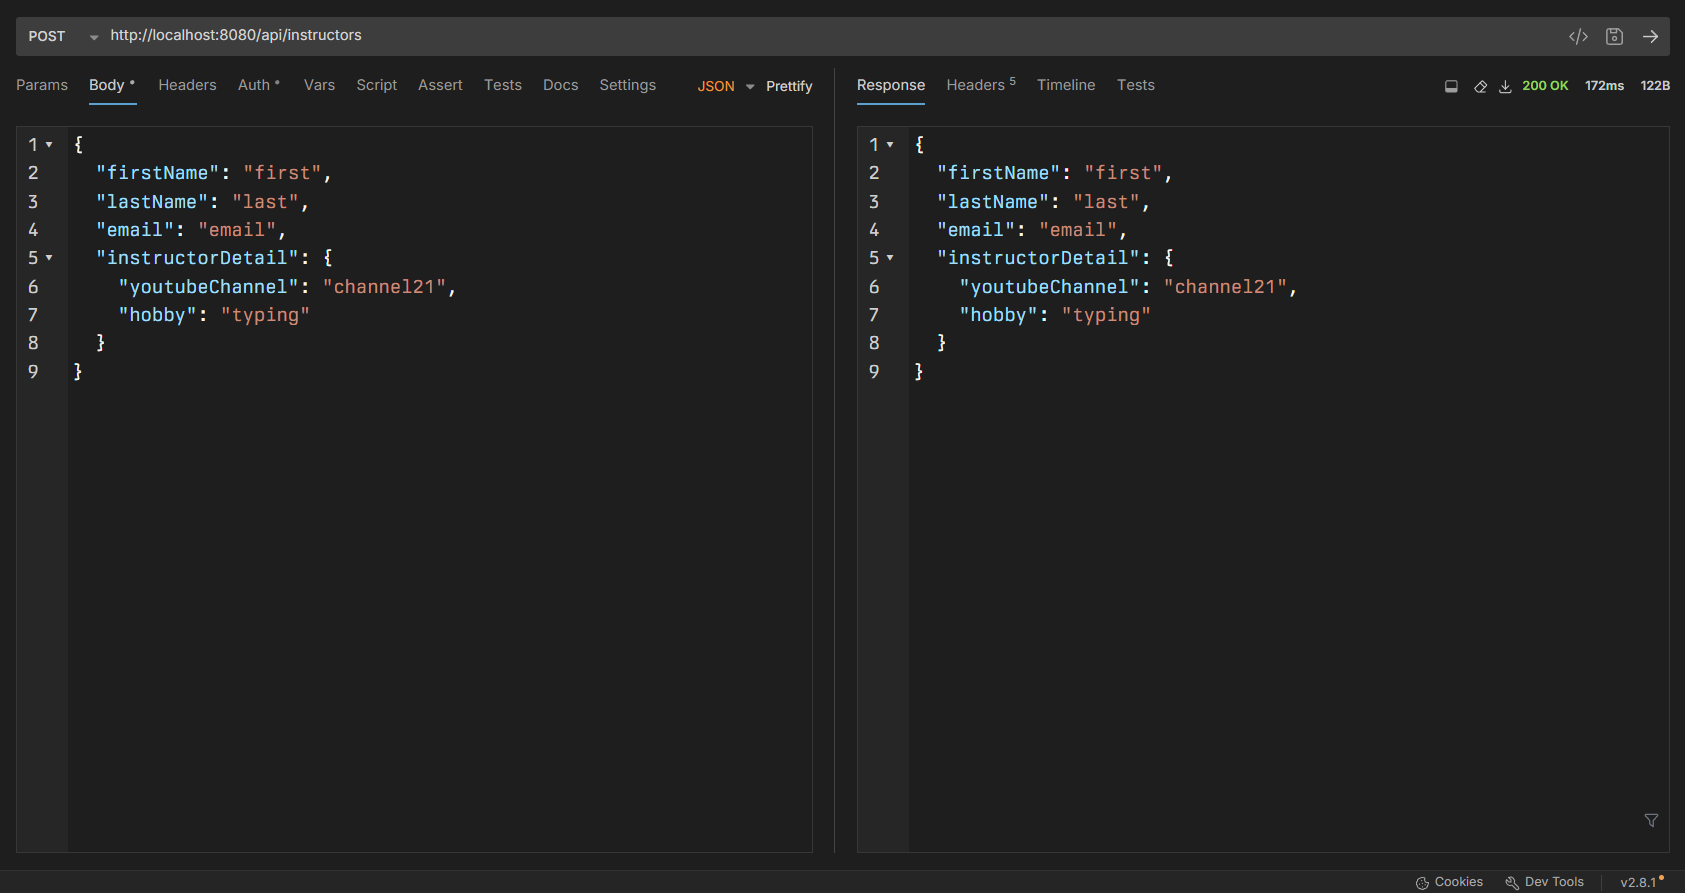 POST http://localhost:8080/api/instructors
Params Body Headers Auth Vars Script Assert Tests Docs Settings JSON Prettify
1 {
2 "firstName": "first",
3 "lastName": "last",
4 "email": "email",
5 "instructorDetail": {
6 "youtubeChannel": "channel21",
7 "hobby": "typing"
8 }
9 }
Response Headers 5 Timeline Tests 200 OK 172ms 122B
1 {
2 "firstName": "first",
3 "lastName": "last",
4 "email": "email",
5 "instructorDetail": {
6 "youtubeChannel": "channel21",
7 "hobby": "typing"
8 }
9 }
Cookies Dev Tools v2.8.1